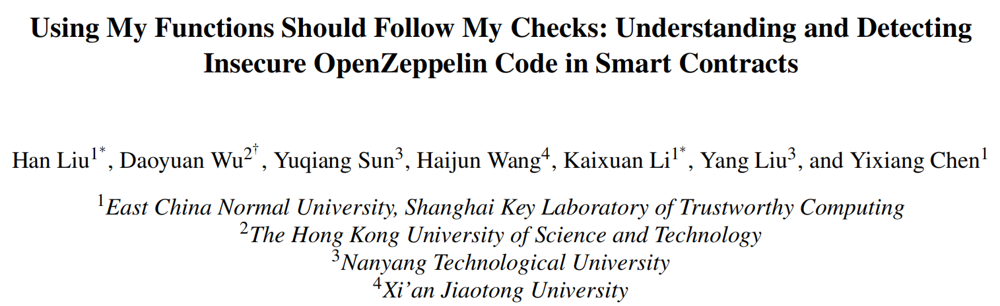 Using My Functions Should Follow My Checks: Understanding and Detecting
Insecure OpenZeppelin Code in Smart Contracts
Han Liu1*, Daoyuan Wu2†, Yuqiang Sun3, Haijun Wang4, Kaixuan Li1*, Yang Liu3, and Yixiang Chen1
1East China Normal University, Shanghai Key Laboratory of Trustworthy Computing
2The Hong Kong University of Science and Technology
3Nanyang Technological University
4Xi’an Jiaotong University